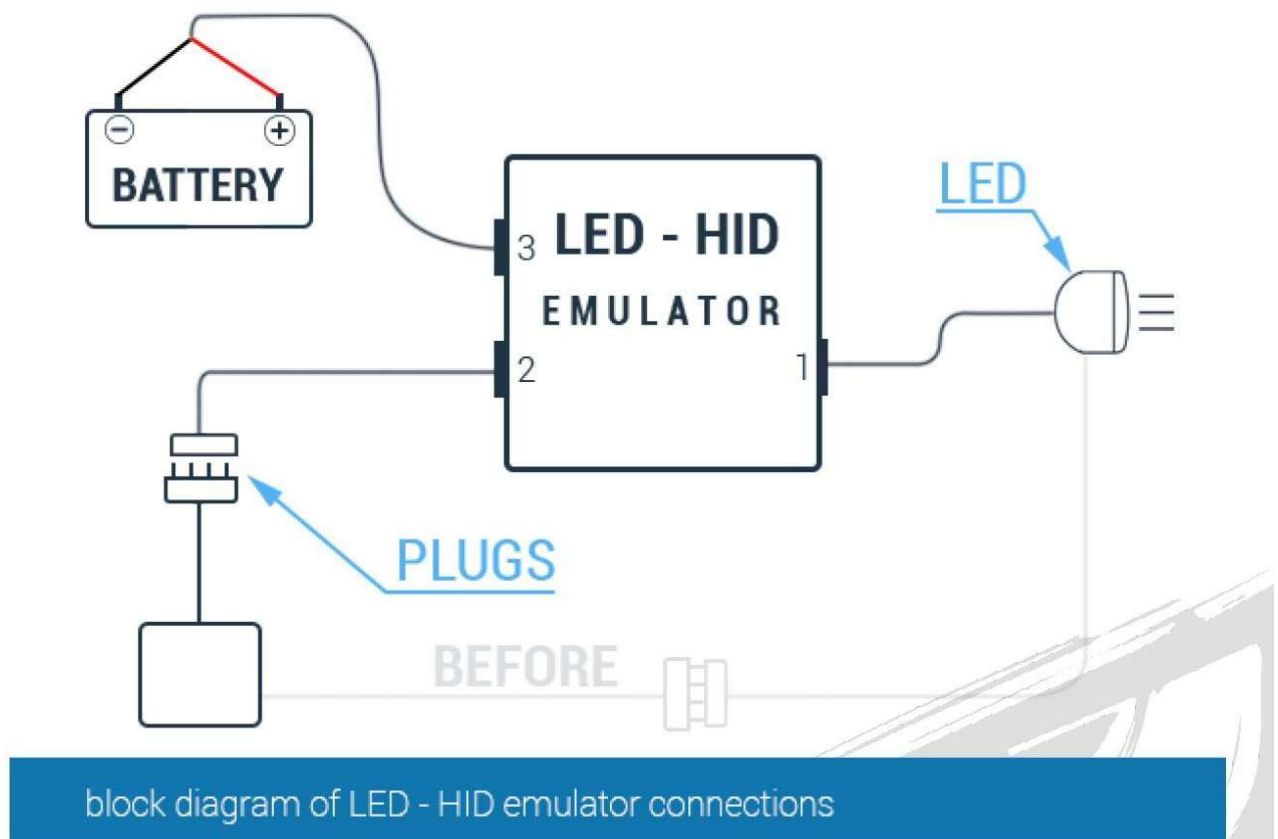 −
+
BATTERY
3
LED - HID
EMULATOR
2
1
LED
PLUGS
BEFORE
block diagram of LED - HID emulator connections